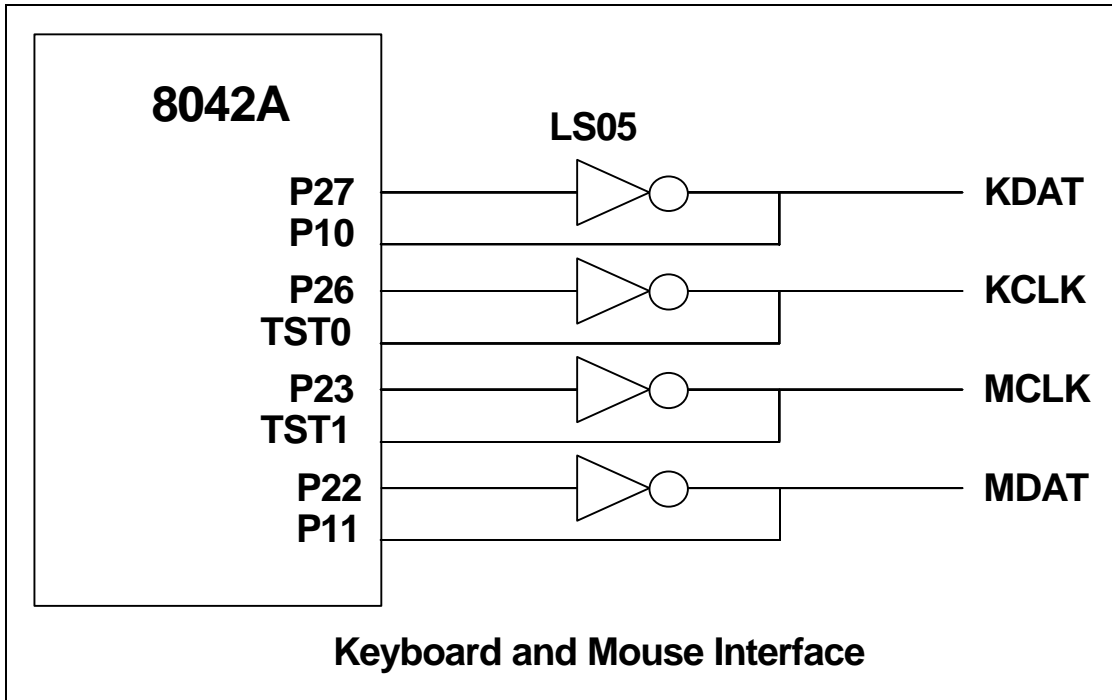 8042A
LS05
P27
KDAT
P10
P26
KCLK
TST0
P23
MCLK
TST1
P22
MDAT
P11
Keyboard and Mouse Interface